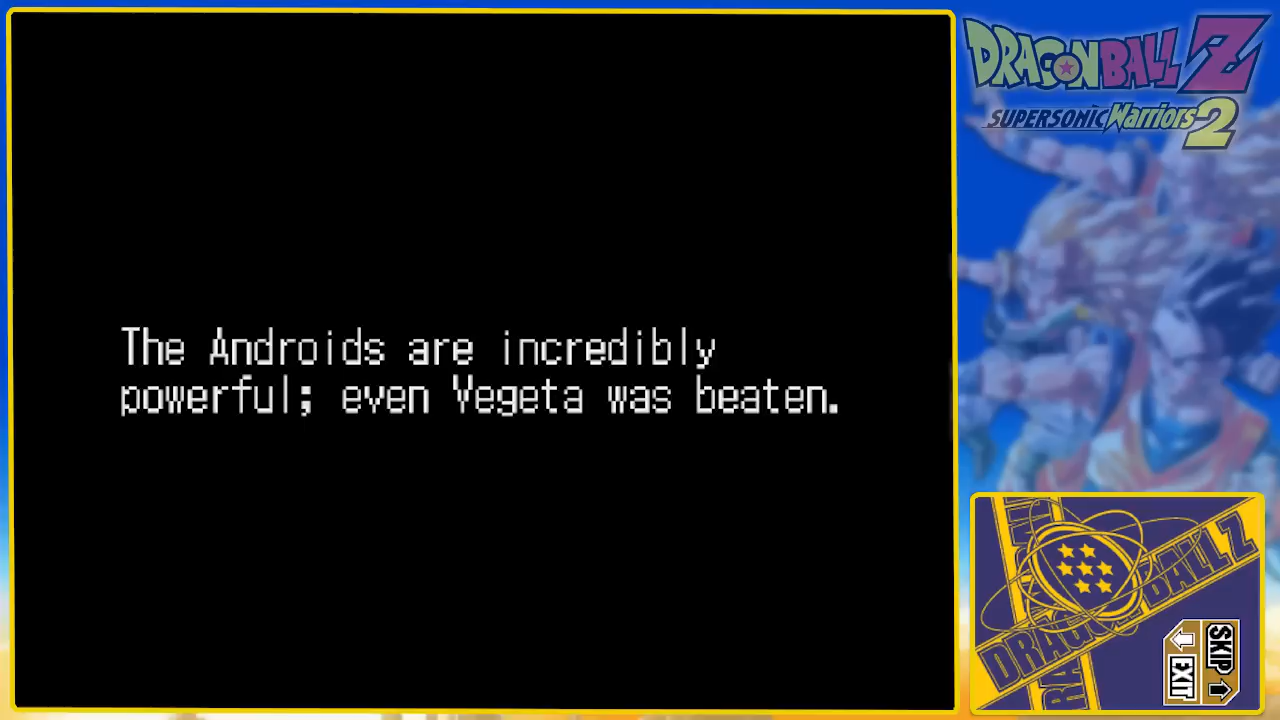 DRAGON BALL Z
SUPERSONIC Warriors 2
The Androids are incredibly
powerful; even Vegeta was beaten.
DRAGON BALL Z
SKIP
EXIT